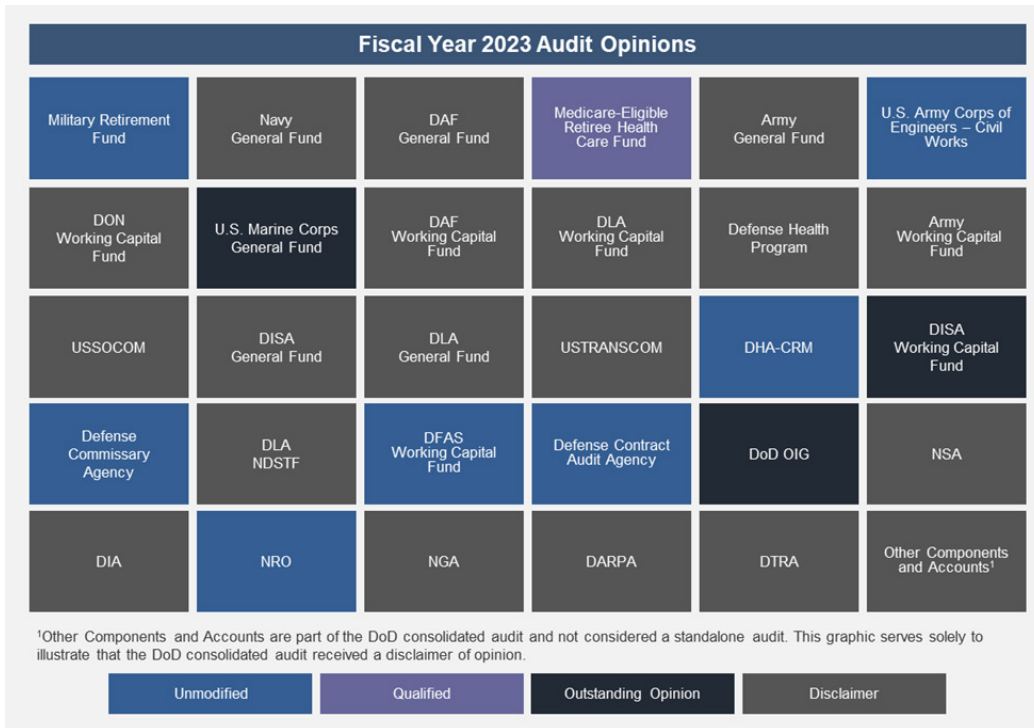 Fiscal Year 2023 Audit Opinions
Military Retirement
Fund
Navy
General Fund
DAF
General Fund
Medicare-Eligible
Retiree Health
Care Fund
Army
General Fund
U.S. Army Corps of
Engineers – Civil
Works
DON
Working Capital
Fund
U.S. Marine Corps
General Fund
DAF
Working Capital
Fund
DLA
Working Capital
Fund
Defense Health
Program
Army
Working Capital
Fund
USSOCOM
DISA
General Fund
DLA
General Fund
USTRANSCOM
DHA-CRM
DISA
Working Capital
Fund
Defense
Commissary
Agency
DLA
NDSTF
DFAS
Working Capital
Fund
Defense Contract
Audit Agency
DoD OIG
NSA
DIA
NRO
NGA
DARPA
DTRA
Other Components
and Accounts¹
¹Other Components and Accounts are part of the DoD consolidated audit and not considered a standalone audit. This graphic serves solely to
illustrate that the DoD consolidated audit received a disclaimer of opinion.
Unmodified
Qualified
Outstanding Opinion
Disclaimer